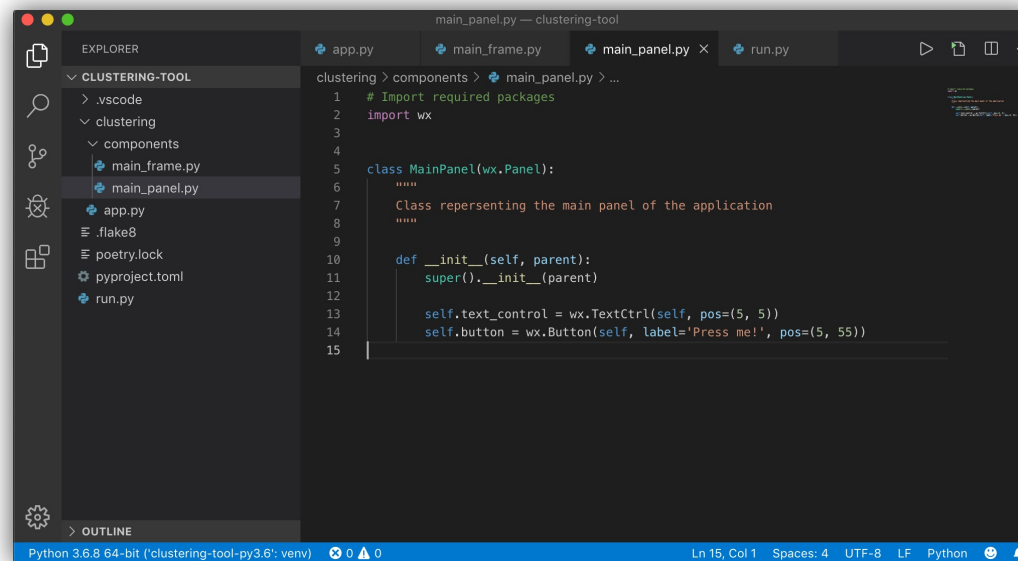 main_panel.py — clustering-tool
EXPLORER
CLUSTERING-TOOL
.vscode
clustering
components
main_frame.py
main_panel.py
app.py
.flake8
poetry.lock
pyproject.toml
run.py
OUTLINE
app.py main_frame.py main_panel.py run.py
clustering > components > main_panel.py > ...
1 # Import required packages
2 import wx
3
4
5 class MainPanel(wx.Panel):
6 """
7 Class repersenting the main panel of the application
8 """
9
10 def __init__(self, parent):
11 super().__init__(parent)
12
13 self.text_control = wx.TextCtrl(self, pos=(5, 5))
14 self.button = wx.Button(self, label='Press me!', pos=(5, 55))
15
Python 3.6.8 64-bit ('clustering-tool-py3.6': venv) 0 0 Ln 15, Col 1 Spaces: 4 UTF-8 LF Python